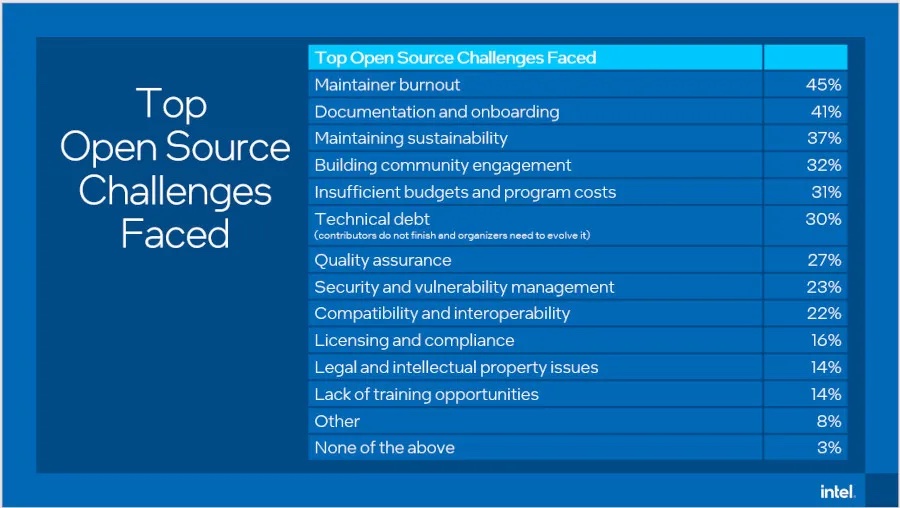 Top
Open Source
Challenges
Faced
Top Open Source Challenges Faced
Maintainer burnout 45%
Documentation and onboarding 41%
Maintaining sustainability 37%
Building community engagement 32%
Insufficient budgets and program costs 31%
Technical debt 30%
(contributors do not finish and organizers need to evolve it)
Quality assurance 27%
Security and vulnerability management 23%
Compatibility and interoperability 22%
Licensing and compliance 16%
Legal and intellectual property issues 14%
Lack of training opportunities 14%
Other 8%
None of the above 3%
intel.